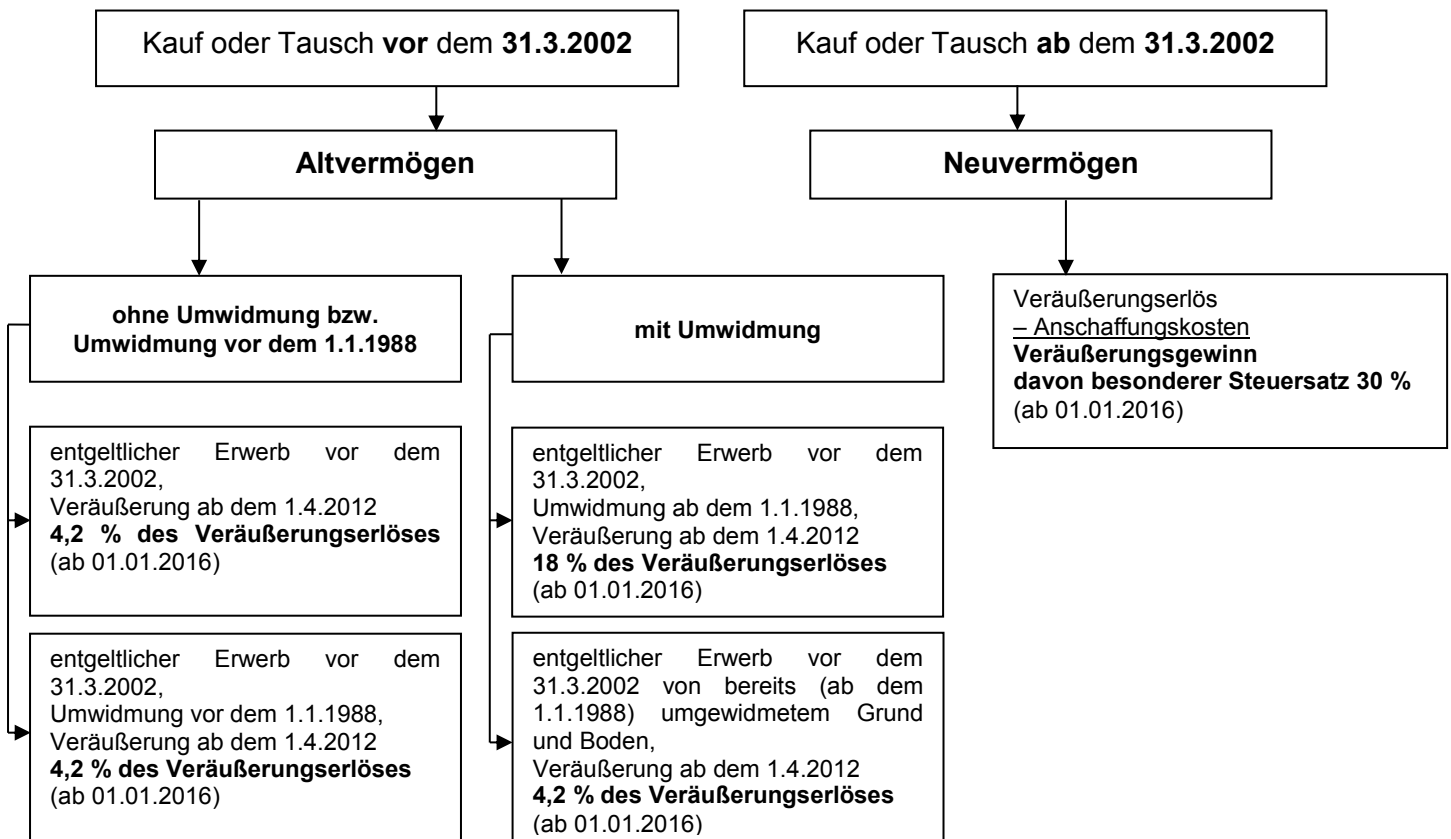 Kauf oder Tausch vor dem 31.3.2002
Kauf oder Tausch ab dem 31.3.2002
Altvermögen
Neuvermögen
ohne Umwidmung bzw.
Umwidmung vor dem 1.1.1988
mit Umwidmung
Veräußerungserlös
– Anschaffungskosten
Veräußerungsgewinn
davon besonderer Steuersatz 30 %
(ab 01.01.2016)
entgeltlicher Erwerb vor dem
31.3.2002,
Veräußerung ab dem 1.4.2012
4,2 % des Veräußerungserlöses
(ab 01.01.2016)
entgeltlicher Erwerb vor dem
31.3.2002,
Umwidmung ab dem 1.1.1988,
Veräußerung ab dem 1.4.2012
18 % des Veräußerungserlöses
(ab 01.01.2016)
entgeltlicher Erwerb vor dem
31.3.2002,
Umwidmung vor dem 1.1.1988,
Veräußerung ab dem 1.4.2012
4,2 % des Veräußerungserlöses
(ab 01.01.2016)
entgeltlicher Erwerb vor dem
31.3.2002 von bereits (ab dem
1.1.1988) umgewidmetem Grund
und Boden,
Veräußerung ab dem 1.4.2012
4,2 % des Veräußerungserlöses
(ab 01.01.2016)